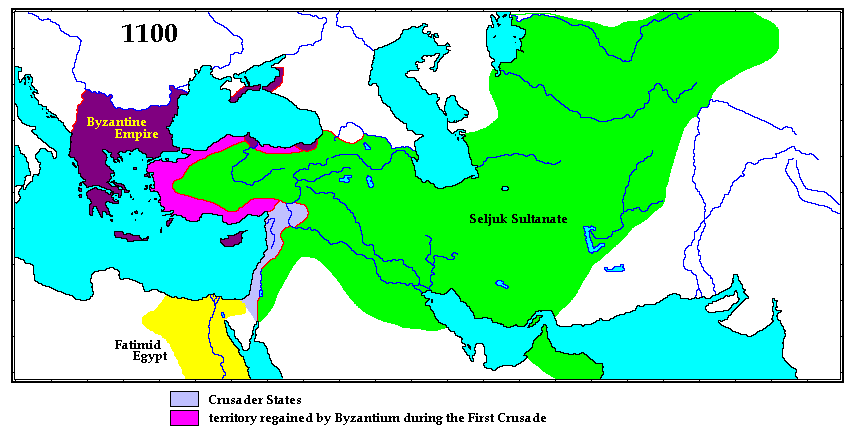 1100
Byzantine
Empire
Seljuk Sultanate
Fatimid
Egypt
Crusader States
territory regained by Byzantium during the First Crusade